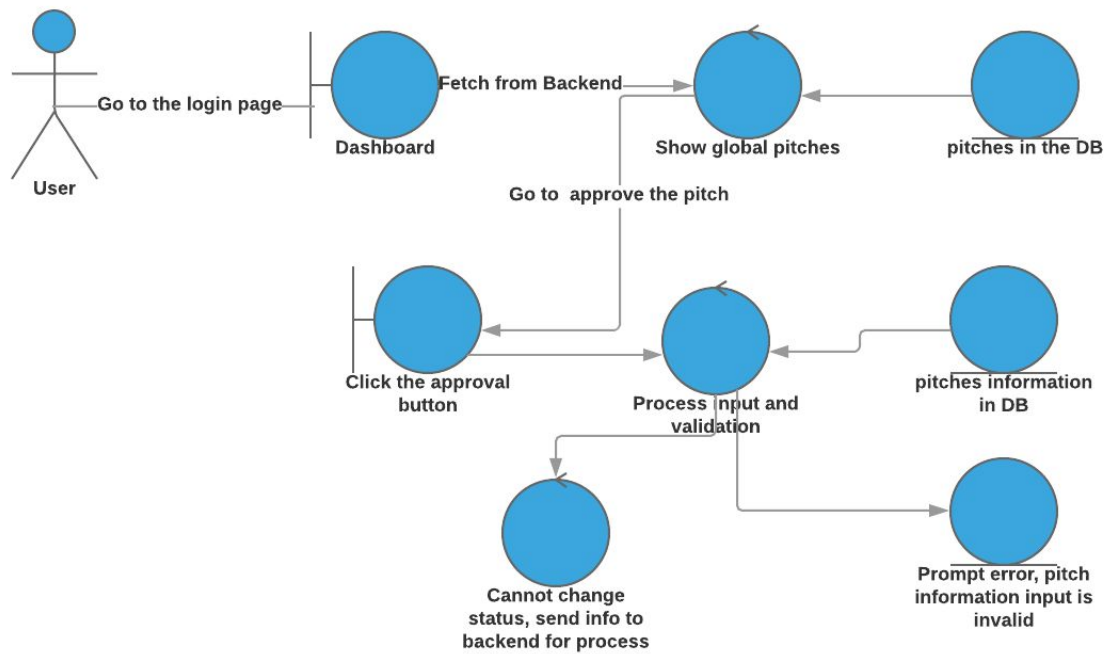 Go to the login page
User
Fetch from Backend
Dashboard
Show global pitches
pitches in the DB
Go to  approve the pitch
Click the approval
button
Process input and
validation
pitches information
in DB
Cannot change
status, send info to
backend for process
Prompt error, pitch
information input is
invalid